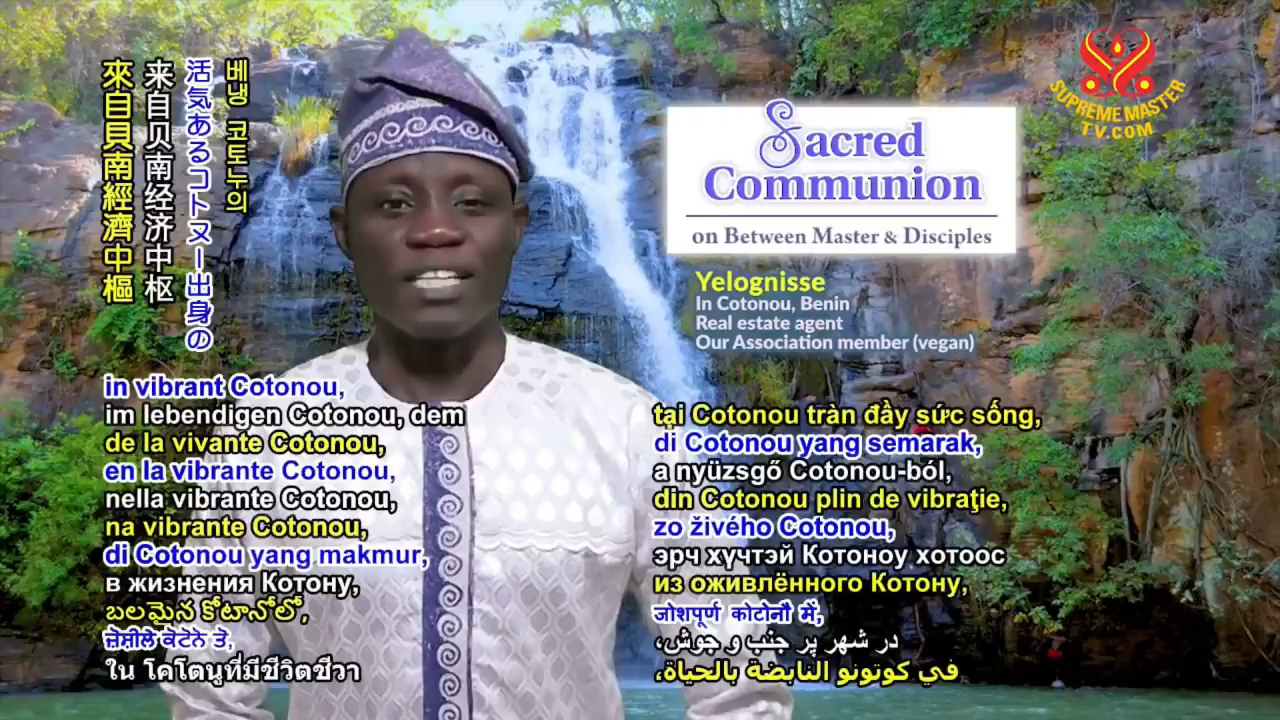 베냉 코토누의
活気あるコトヌー出身の
来自贝南经济中枢
來自貝南經濟中樞
SUPREME MASTER
TV.COM
Sacred
Communion
on Between Master & Disciples
Yelognisse
In Cotonou, Benin
Real estate agent
Our Association member (vegan)
in vibrant Cotonou,
im lebendigen Cotonou, dem
de la vivante Cotonou,
en la vibrante Cotonou,
nella vibrante Cotonou,
na vibrante Cotonou,
di Cotonou yang makmur,
в жизнения Котону,
బలమైన కోటానోలో,
ਜੋਸ਼ੀਲੇ ਕੋਟੋਨੋ ਤੋਂ,
ใน โคโตนูที่มีชีวิตชีวา
tại Cotonou tràn đầy sức sống,
di Cotonou yang semarak,
a nyüzsgő Cotonou-ból,
din Cotonou plin de vibraţie,
zo živého Cotonou,
эрч хүчтэй Котоноу хотоос
из оживлённого Котону,
जोशपूर्ण कोटोनौ में,
در شهر پر جنب و جوش،
في كوتونو النابضة بالحياة،